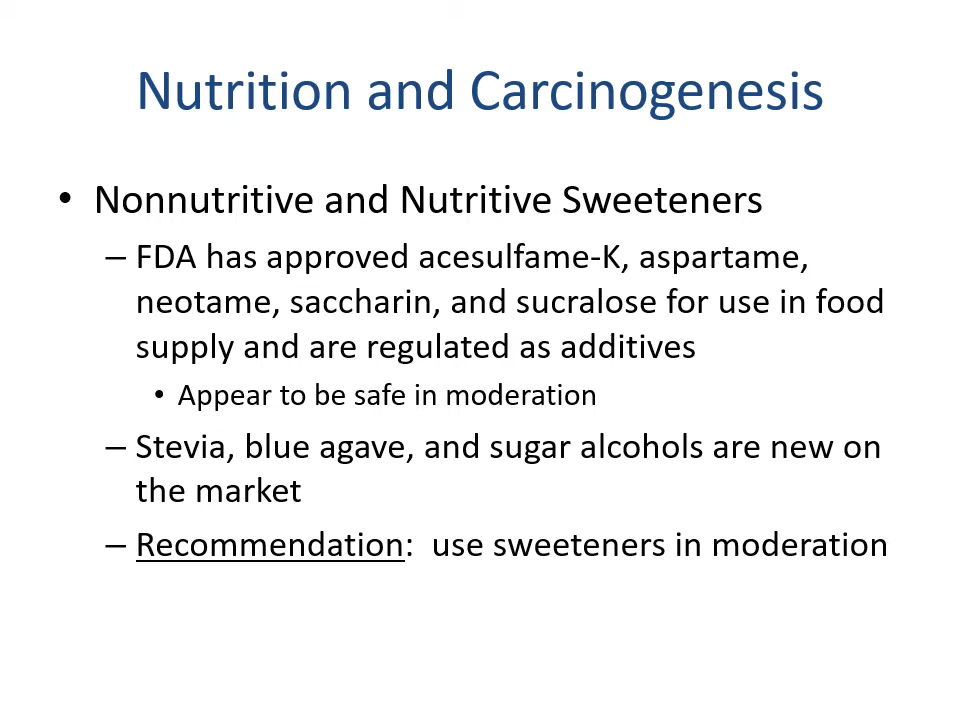 Nutrition and Carcinogenesis
• Nonnutritive and Nutritive Sweeteners
– FDA has approved acesulfame-K, aspartame,
neotame, saccharin, and sucralose for use in food
supply and are regulated as additives
• Appear to be safe in moderation
– Stevia, blue agave, and sugar alcohols are new on
the market
– Recommendation:  use sweeteners in moderation